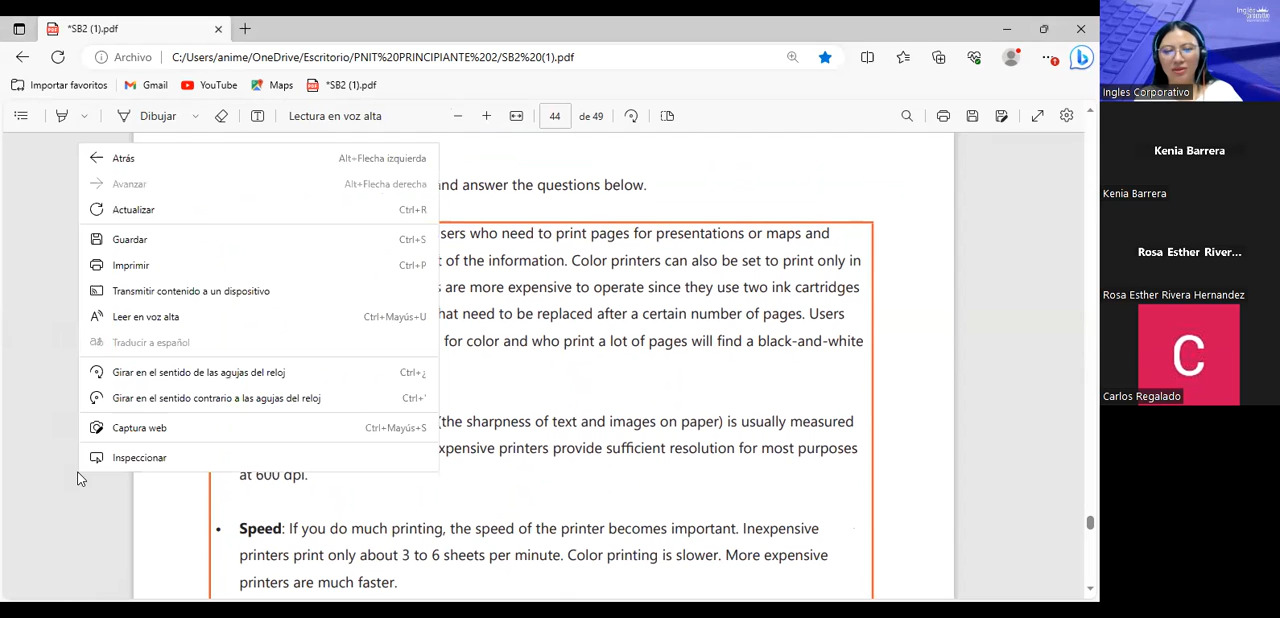 *SB2 (1).pdf
Archivo C:/Users/anime/OneDrive/Escritorio/PNIT%20PRINCIPIANTE%202/SB2%20(1).pdf
Importar favoritos Gmail YouTube Maps *SB2 (1).pdf
Dibujar Lectura en voz alta 44 de 49
and answer the questions below.
Atrás Alt+Flecha izquierda
Avanzar Alt+Flecha derecha
Actualizar Ctrl+R
Guardar Ctrl+S
Imprimir Ctrl+P
Transmitir contenido a un dispositivo
Leer en voz alta Ctrl+Mayús+U
Traducir a español
Girar en el sentido de las agujas del reloj Ctrl+¿
Girar en el sentido contrario a las agujas del reloj Ctrl+'
Captura web Ctrl+Mayús+S
Inspeccionar
sers who need to print pages for presentations or maps and
t of the information. Color printers can also be set to print only in
s are more expensive to operate since they use two ink cartridges
hat need to be replaced after a certain number of pages. Users
for color and who print a lot of pages will find a black-and-white
(the sharpness of text and images on paper) is usually measured
xpensive printers provide sufficient resolution for most purposes
at 600 dpi.
• Speed: If you do much printing, the speed of the printer becomes important. Inexpensive
printers print only about 3 to 6 sheets per minute. Color printing is slower. More expensive
printers are much faster.
Ingles Corporativo
Kenia Barrera
Kenia Barrera
Rosa Esther River...
Rosa Esther Rivera Hernandez
C
Carlos Regalado